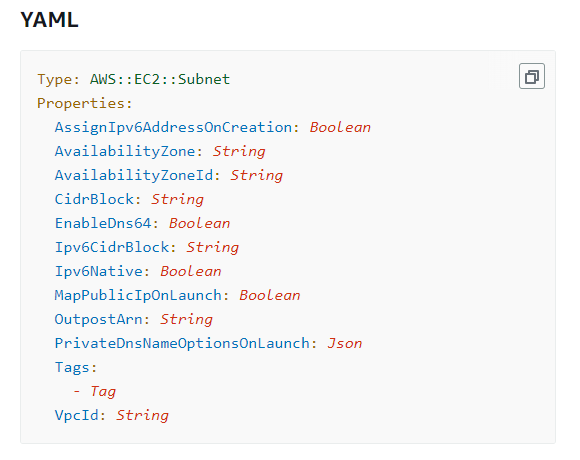 YAML
Type: AWS::EC2::Subnet
Properties:
  AssignIpv6AddressOnCreation: Boolean
  AvailabilityZone: String
  AvailabilityZoneId: String
  CidrBlock: String
  EnableDns64: Boolean
  Ipv6CidrBlock: String
  Ipv6Native: Boolean
  MapPublicIpOnLaunch: Boolean
  OutpostArn: String
  PrivateDnsNameOptionsOnLaunch: Json
  Tags:
    - Tag
  VpcId: String